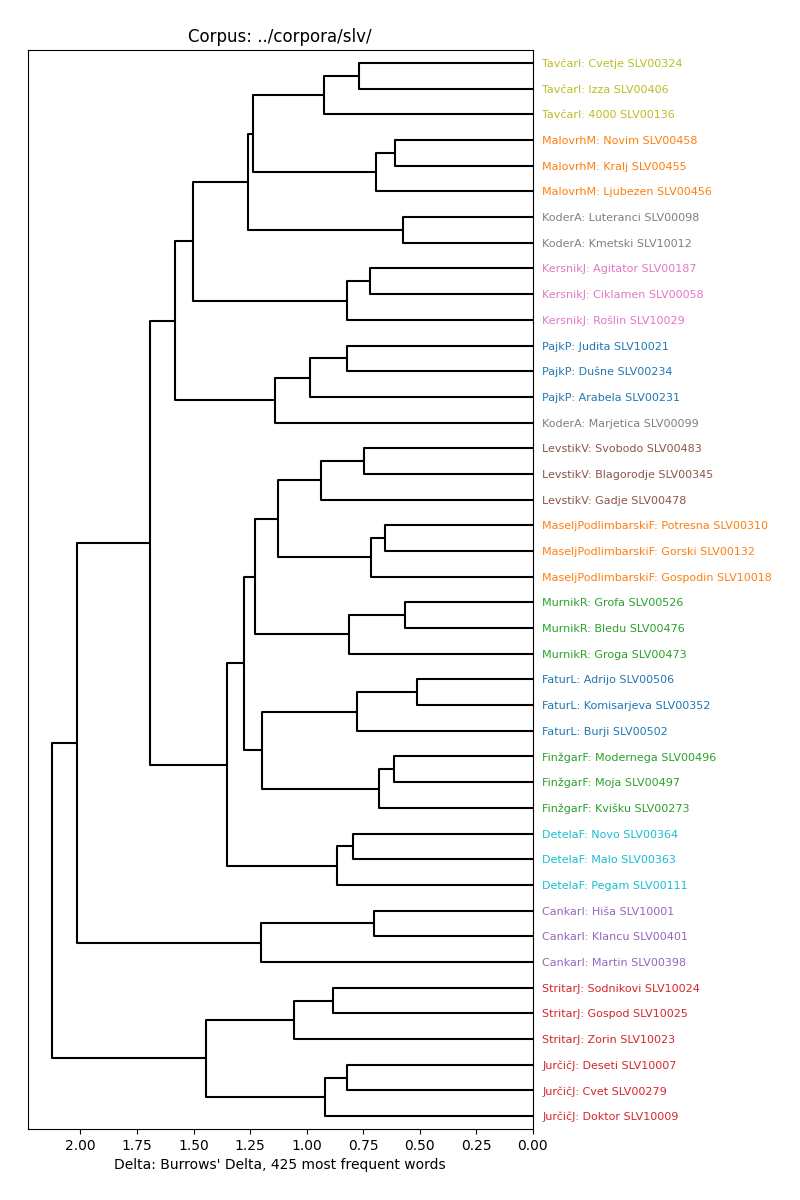 Corpus: ../corpora/slv/
TavčarI: Cvetje SLV00324
TavčarI: Izza SLV00406
TavčarI: 4000 SLV00136
MalovrhM: Novim SLV00458
MalovrhM: Kralj SLV00455
MalovrhM: Ljubezen SLV00456
KoderA: Luteranci SLV00098
KoderA: Kmetski SLV10012
KersnikJ: Agitator SLV00187
KersnikJ: Ciklamen SLV00058
KersnikJ: Rošlin SLV10029
PajkP: Judita SLV10021
PajkP: Dušne SLV00234
PajkP: Arabela SLV00231
KoderA: Marjetica SLV00099
LevstikV: Svobodo SLV00483
LevstikV: Blagorodje SLV00345
LevstikV: Gadje SLV00478
MaseljPodlimbarskiF: Potresna SLV00310
MaseljPodlimbarskiF: Gorski SLV00132
MaseljPodlimbarskiF: Gospodin SLV10018
MurnikR: Grofa SLV00526
MurnikR: Bledu SLV00476
MurnikR: Groga SLV00473
FaturL: Adrijo SLV00506
FaturL: Komisarjeva SLV00352
FaturL: Burji SLV00502
FinžgarF: Modernega SLV00496
FinžgarF: Moja SLV00497
FinžgarF: Kvišku SLV00273
DetelaF: Novo SLV00364
DetelaF: Malo SLV00363
DetelaF: Pegam SLV00111
CankarI: Hiša SLV10001
CankarI: Klancu SLV00401
CankarI: Martin SLV00398
StritarJ: Sodnikovi SLV10024
StritarJ: Gospod SLV10025
StritarJ: Zorin SLV10023
JurčičJ: Deseti SLV10007
JurčičJ: Cvet SLV00279
JurčičJ: Doktor SLV10009
2.00 1.75 1.50 1.25 1.00 0.75 0.50 0.25 0.00
Delta: Burrows' Delta, 425 most frequent words